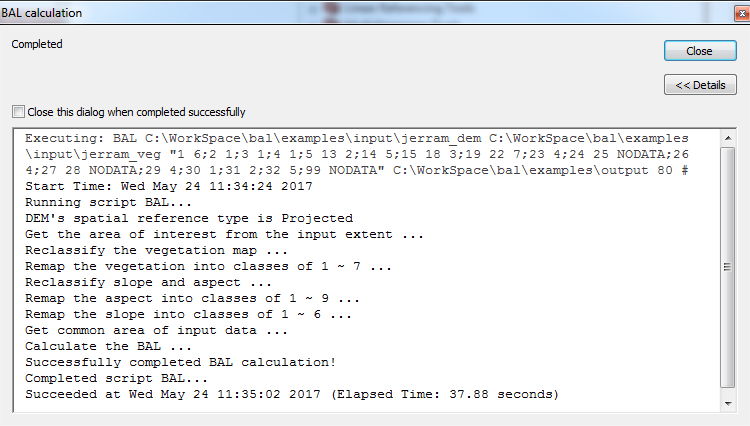 BAL calculation
Linear Referencing Tools
Completed
Close
<< Details
Close this dialog when completed successfully
Executing: BAL C:\WorkSpace\bal\examples\input\jerram_dem C:\WorkSpace\bal\examples
\input\jerram_veg "1 6;2 1;3 1;4 1;5 13 2;14 5;15 18 3;19 22 7;23 4;24 25 NODATA;26
4;27 28 NODATA;29 4;30 1;31 2;32 5;99 NODATA" C:\WorkSpace\bal\examples\output 80 #
Start Time: Wed May 24 11:34:24 2017
Running script BAL...
DEM's spatial reference type is Projected
Get the area of interest from the input extent ...
Reclassify the vegetation map ...
Remap the vegetation into classes of 1 ~ 7 ...
Reclassify slope and aspect ...
Remap the aspect into classes of 1 ~ 9 ...
Remap the slope into classes of 1 ~ 6 ...
Get common area of input data ...
Calculate the BAL ...
Successfully completed BAL calculation!
Completed script BAL...
Succeeded at Wed May 24 11:35:02 2017 (Elapsed Time: 37.88 seconds)